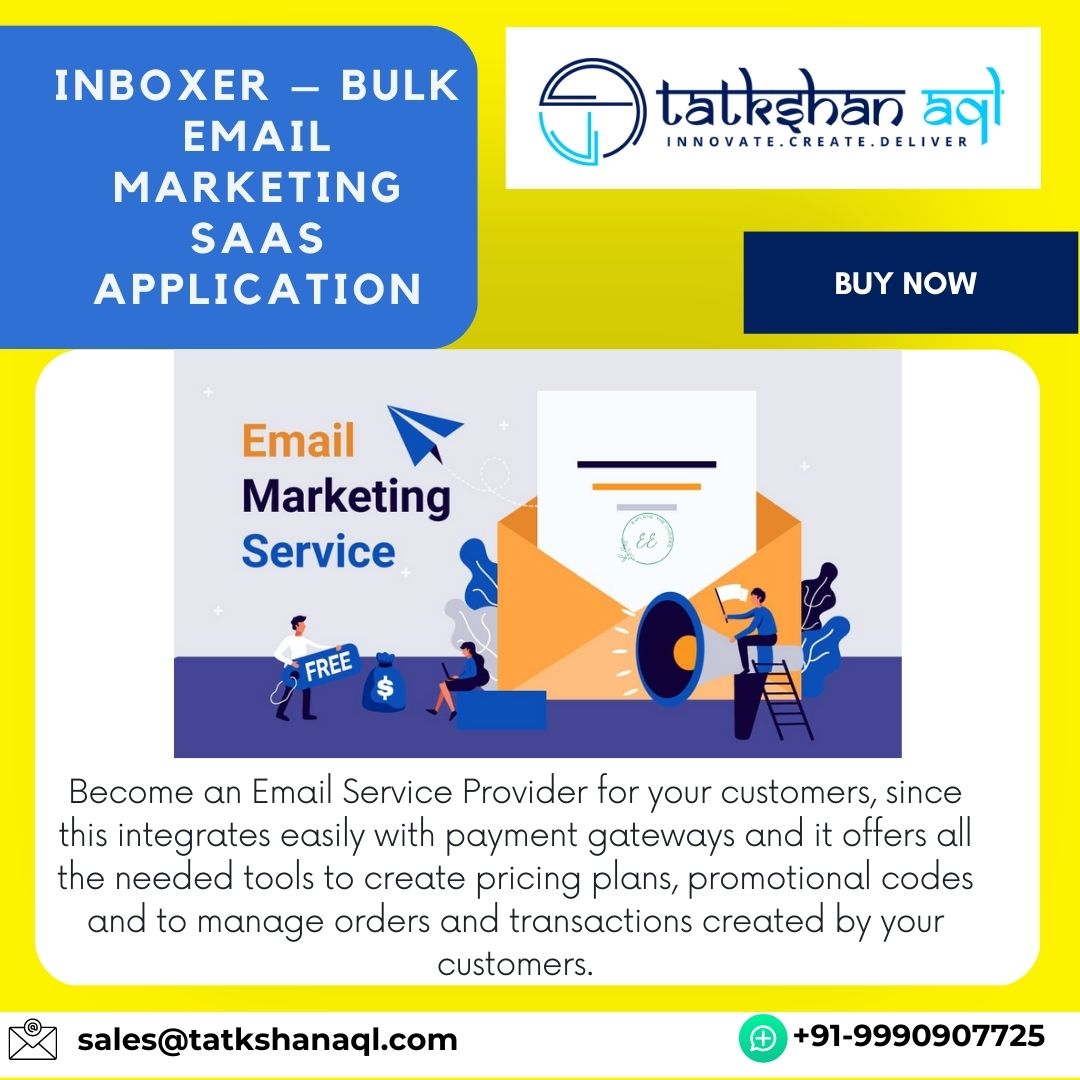 INBOXER – BULK
EMAIL
MARKETING
SAAS
APPLICATION
tatkshan aql
INNOVATE.CREATE.DELIVER
BUY NOW
Email
Marketing
Service
EE
FREE
$
Become an Email Service Provider for your customers, since
this integrates easily with payment gateways and it offers all
the needed tools to create pricing plans, promotional codes
and to manage orders and transactions created by your
customers.
@
sales@tatkshanaql.com
+91-9990907725